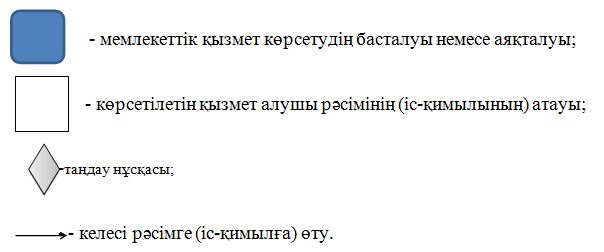 - мемлекеттік қызмет көрсетудің басталуы немесе аяқталуы;
- көрсетілетін қызмет алушы рәсімінің (іс-қимылының) атауы;
-таңдау нұсқасы;
- келесі рәсімге (іс-қимылға) өту.